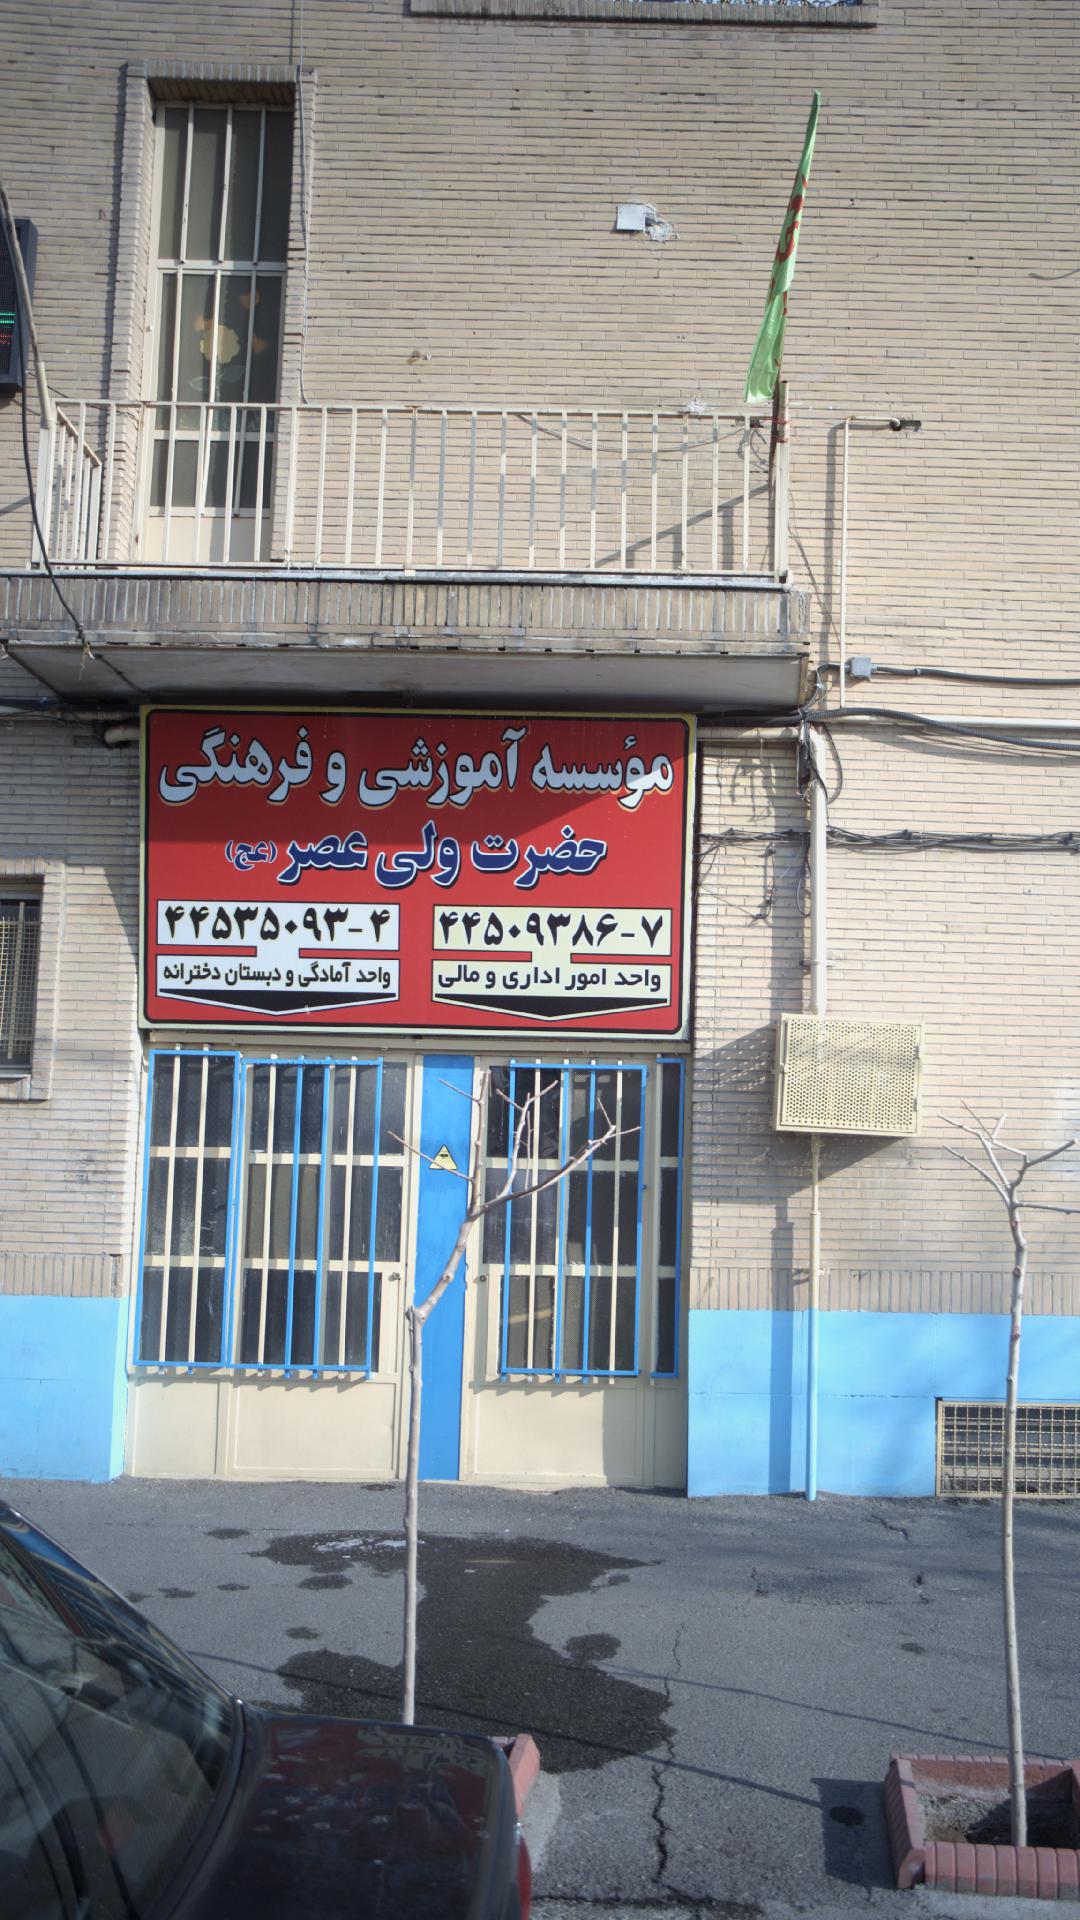 مؤسسه آموزشی و فرهنگی
حضرت ولی عصر (عج)
۴۴۵۰۹۳۸۶-۷
واحد امور اداری و مالی
۴۴۵۳۵۰۹۳-۴
واحد آمادگی و دبستان دخترانه